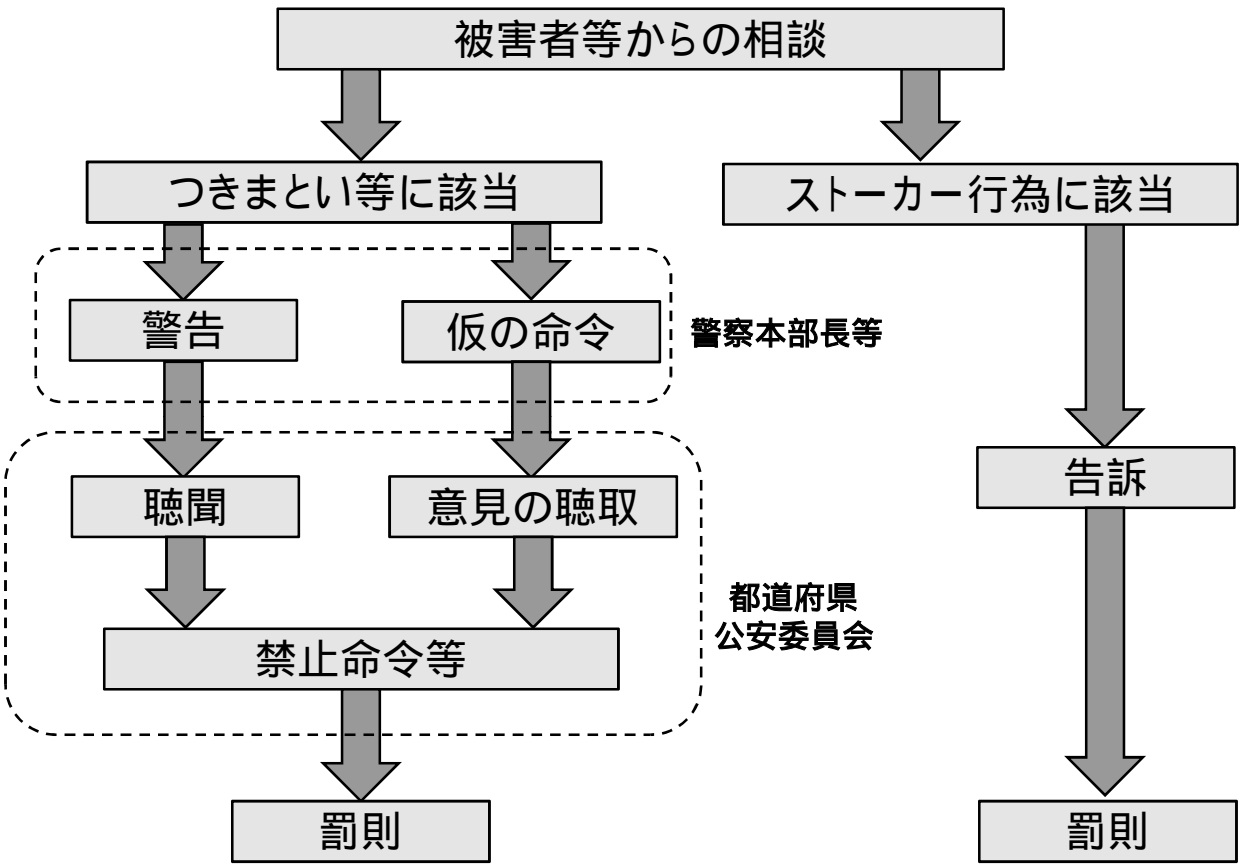 被害者等からの相談
つきまとい等に該当
ストーカー行為に該当
警告
仮の命令
警察本部長等
聴聞
意見の聴取
告訴
都道府県
公安委員会
禁止命令等
罰則
罰則